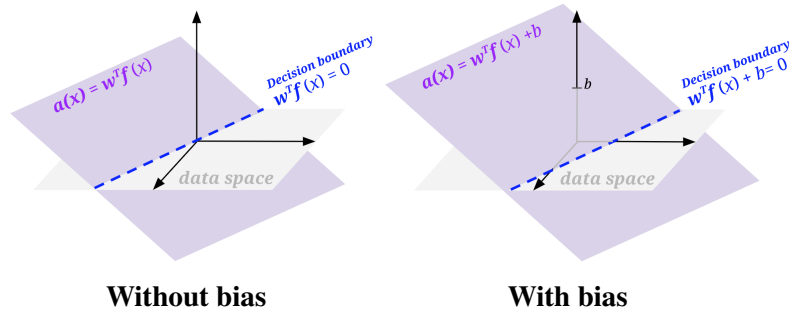 a(x) = wᵀf (x)
Decision boundary
wᵀf (x) = 0
data space
Without bias
a(x) = wᵀf (x) +b
b
Decision boundary
wᵀf (x) + b= 0
data space
With bias